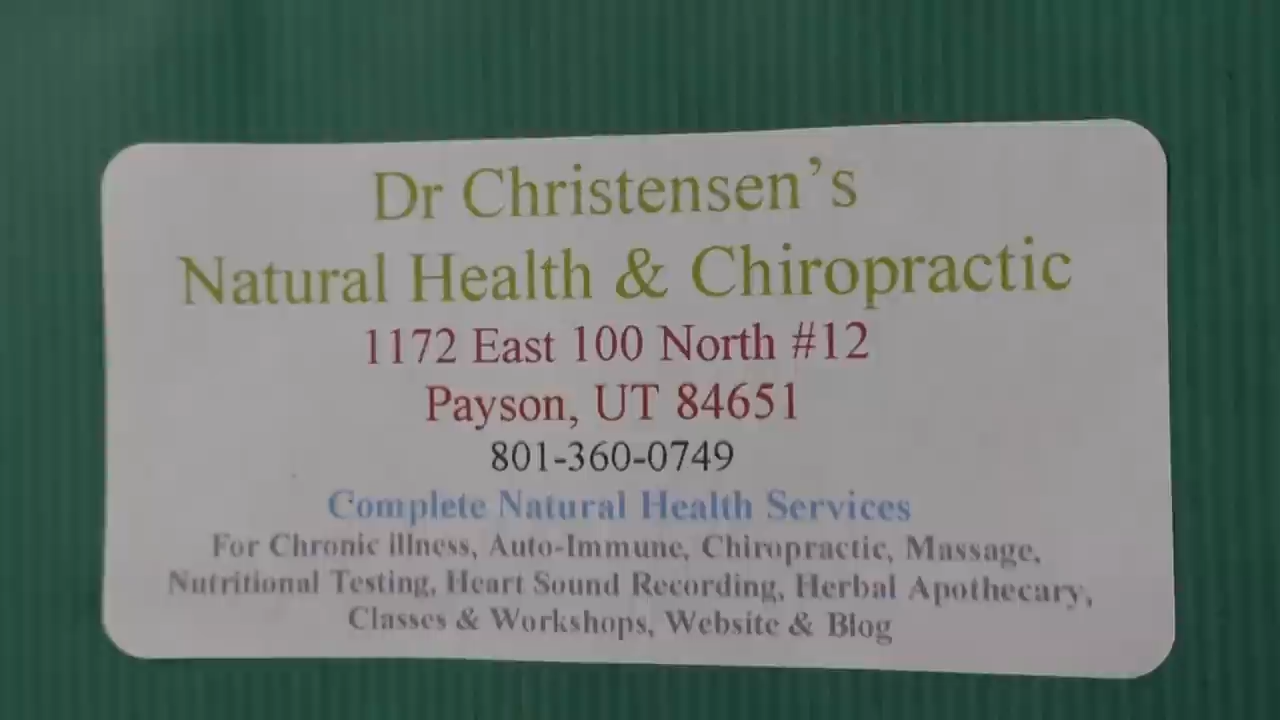 Dr Christensen's
Natural Health & Chiropractic
1172 East 100 North #12
Payson, UT 84651
801-360-0749
Complete Natural Health Services
For Chronic illness, Auto-Immune, Chiropractic, Massage,
Nutritional Testing, Heart Sound Recording, Herbal Apothecary,
Classes & Workshops, Website & Blog